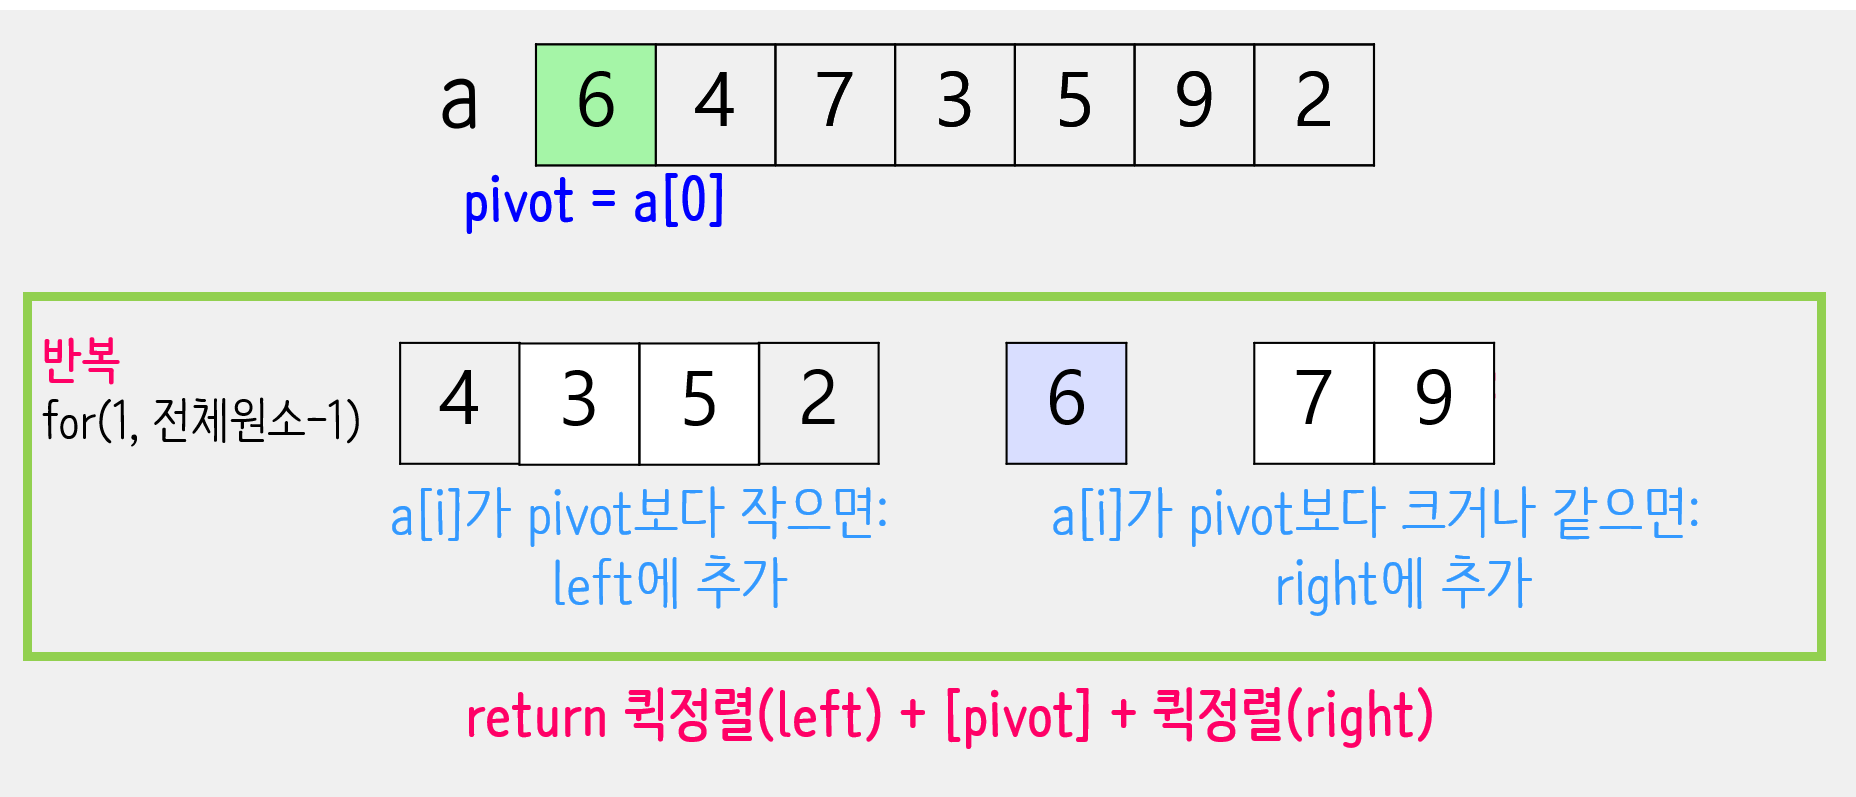 a 6 4 7 3 5 9 2
pivot = a[0]
반복
for(1, 전체원소-1)
4 3 5 2 6 7 9
a[i]가 pivot보다 작으면:
left에 추가
a[i]가 pivot보다 크거나 같으면:
right에 추가
return 퀵정렬(left) + [pivot] + 퀵정렬(right)